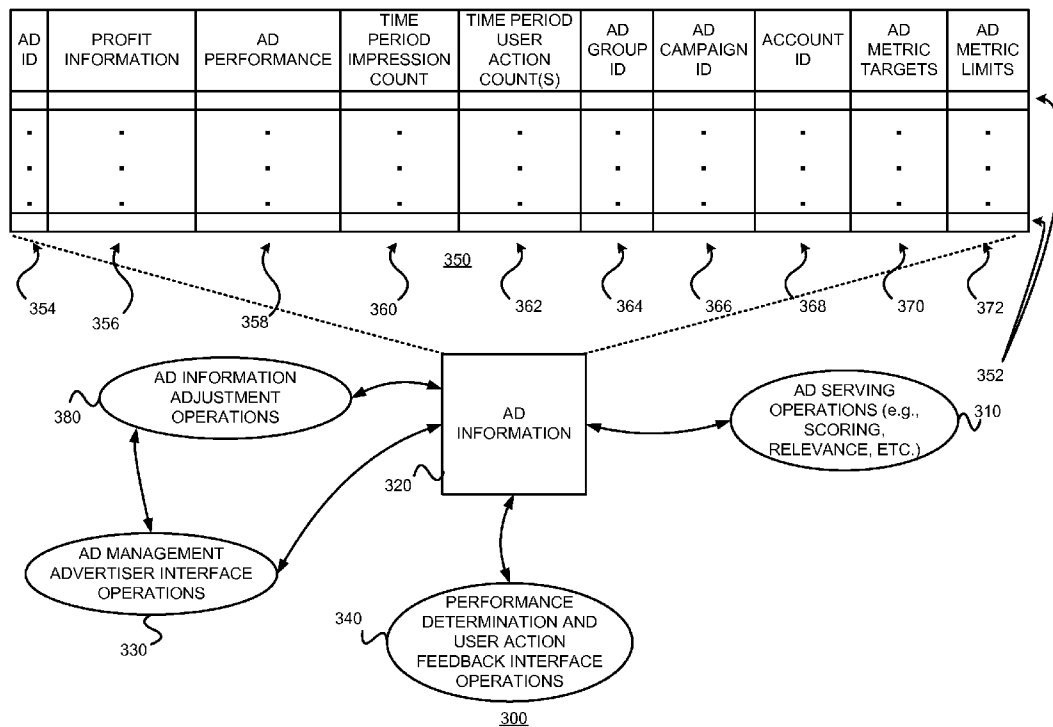 AD
ID
PROFIT
INFORMATION
AD
PERFORMANCE
TIME
PERIOD
IMPRESSION
COUNT
TIME PERIOD
USER
ACTION
COUNT(S)
AD
GROUP
ID
AD
CAMPAIGN
ID
ACCOUNT
ID
AD
METRIC
TARGETS
AD
METRIC
LIMITS
350
354
356
358
360
362
364
366
368
370
372
352
AD INFORMATION
ADJUSTMENT
OPERATIONS
380
AD
INFORMATION
320
AD SERVING
OPERATIONS (e.g.,
SCORING,
RELEVANCE, ETC.)
310
AD MANAGEMENT
ADVERTISER INTERFACE
OPERATIONS
330
340
PERFORMANCE
DETERMINATION AND
USER ACTION
FEEDBACK INTERFACE
OPERATIONS
300